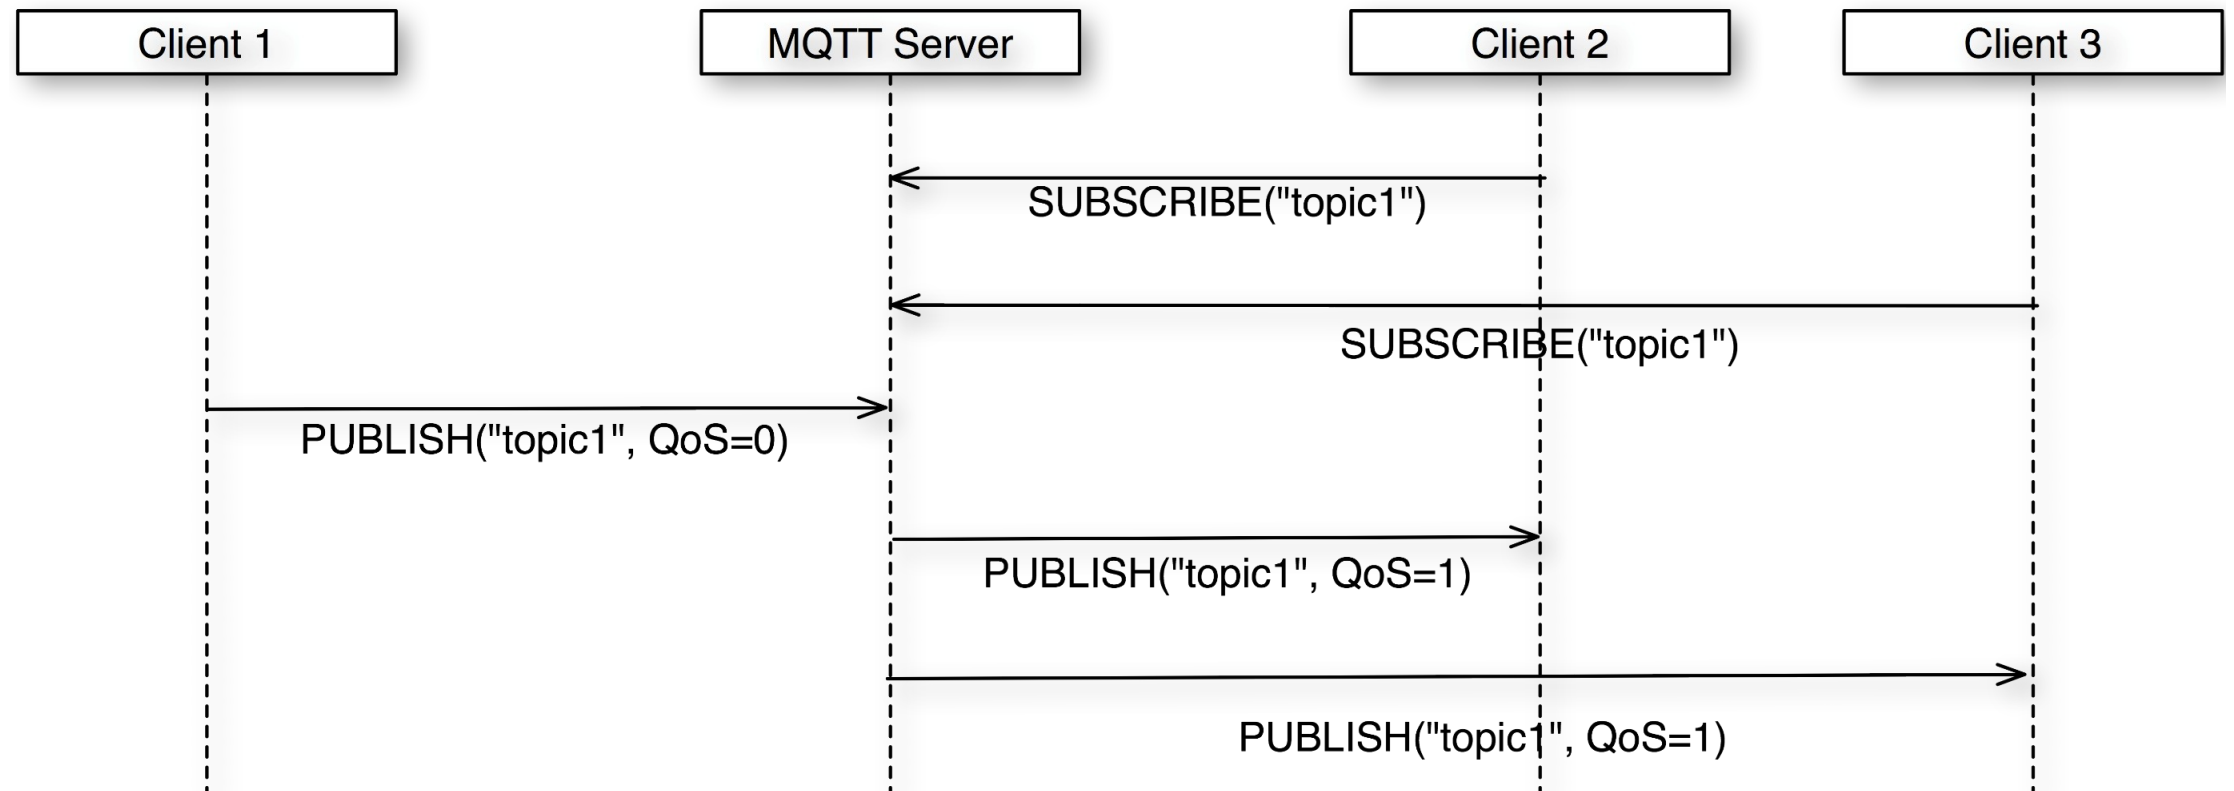 Client 1
MQTT Server
Client 2
Client 3
SUBSCRIBE("topic1")
SUBSCRIBE("topic1")
PUBLISH("topic1", QoS=0)
PUBLISH("topic1", QoS=1)
PUBLISH("topic1", QoS=1)